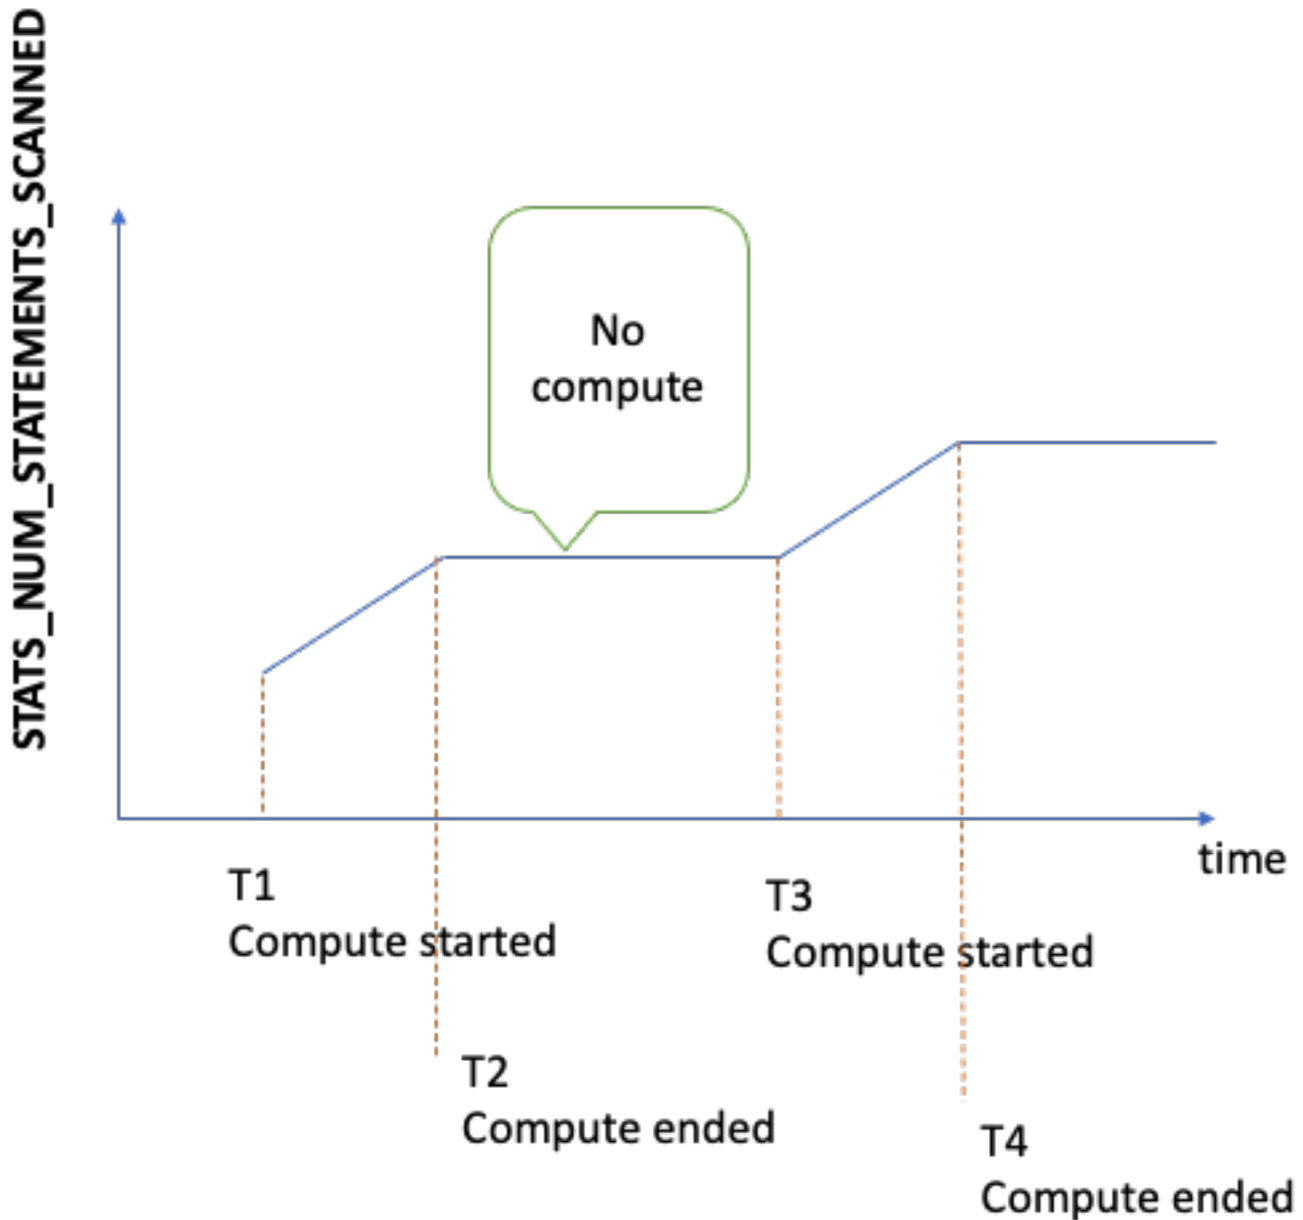 STATS_NUM_STATEMENTS_SCANNED
No
compute
time
T1
Compute started
T3
Compute started
T2
Compute ended
T4
Compute ended